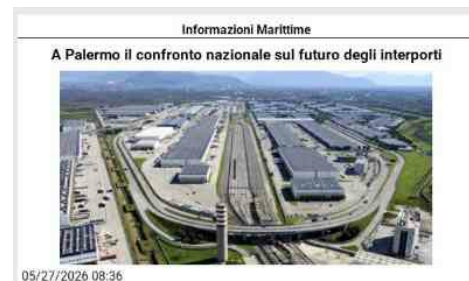 Informazioni Marittime
A Palermo il confronto nazionale sul futuro degli interporti
05/27/2026 08:36